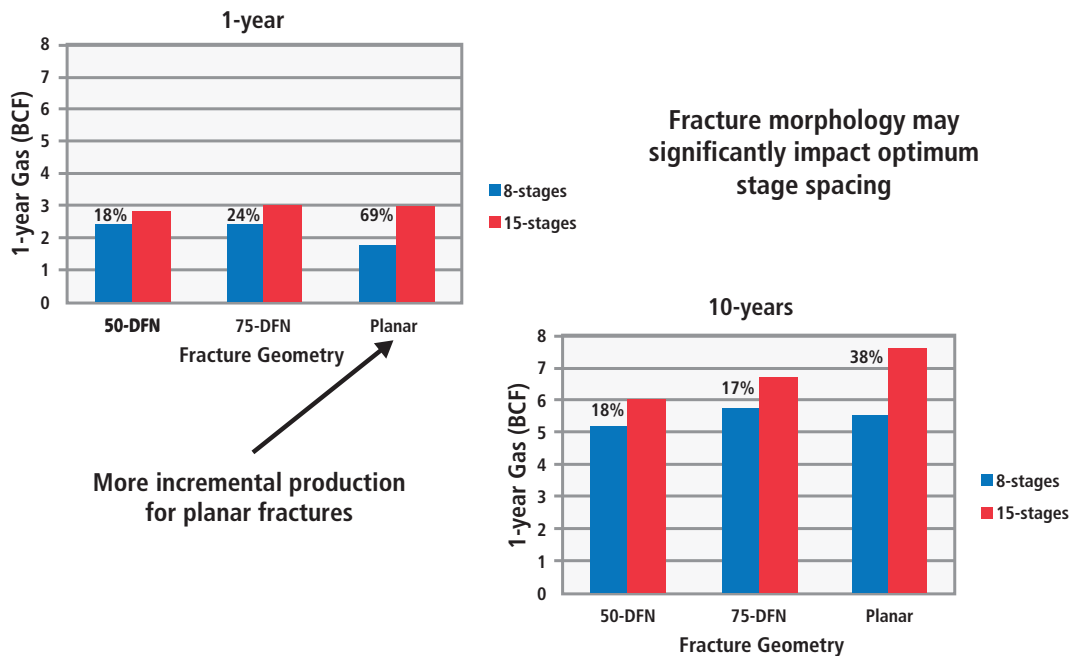 1-year
1-year Gas (BCF)
8
7
6
5
4
3
2
1
0
18%
24%
69%
50-DFN
75-DFN
Planar
Fracture Geometry
8-stages
15-stages
Fracture morphology may
significantly impact optimum
stage spacing
More incremental production
for planar fractures
10-years
1-year Gas (BCF)
8
7
6
5
4
3
2
1
0
18%
17%
38%
50-DFN
75-DFN
Planar
Fracture Geometry
8-stages
15-stages